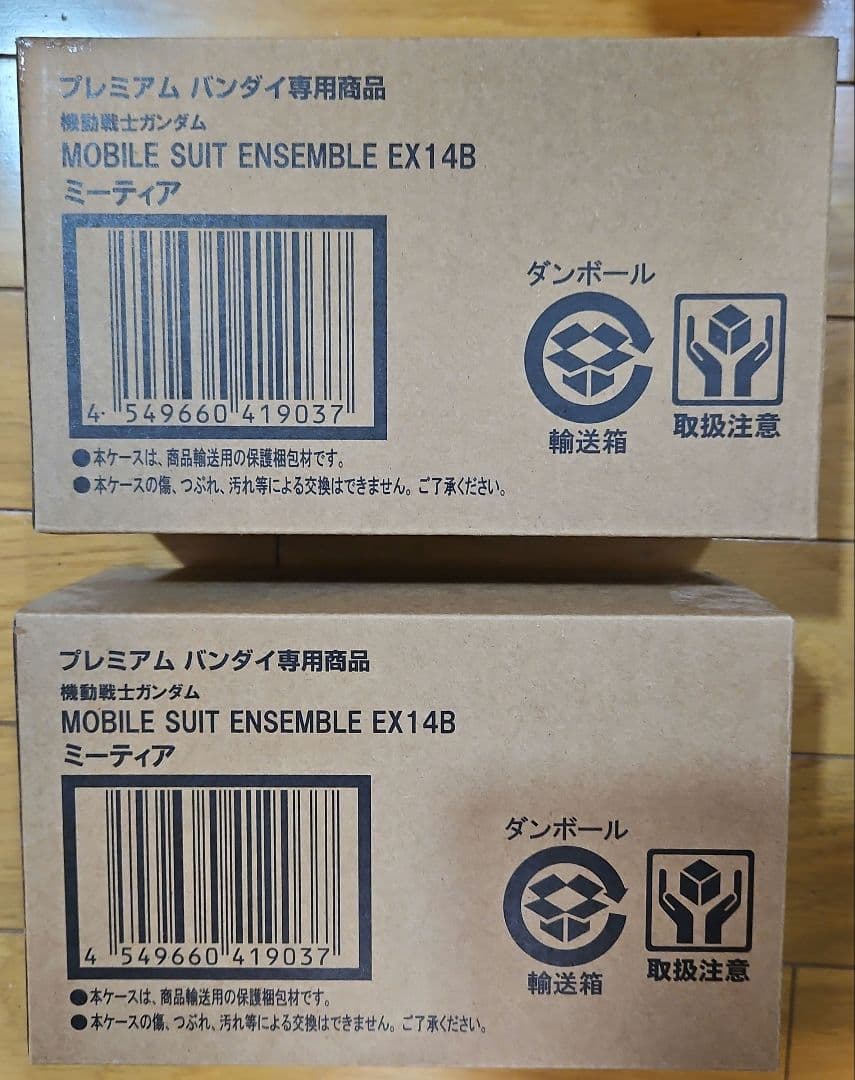 プレミアム バンダイ専用商品
機動戦士ガンダム
MOBILE SUIT ENSEMBLE EX14B
ミーティア
4 549660 419037
ダンボール
輸送箱
取扱注意
●本ケースは、商品輸送用の保護梱包材です。
●本ケースの傷、つぶれ、汚れ等による交換はできません。ご了承ください。
プレミアム バンダイ専用商品
機動戦士ガンダム
MOBILE SUIT ENSEMBLE EX14B
ミーティア
4 549660 419037
ダンボール
輸送箱
取扱注意
●本ケースは、商品輸送用の保護梱包材です。
●本ケースの傷、つぶれ、汚れ等による交換はできません。ご了承ください。